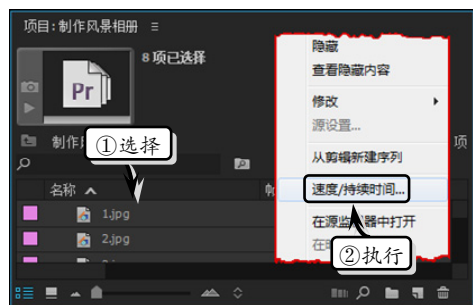 项目:制作风景相册
8 项已选择
Pr
隐藏
查看隐藏内容
修改
源设置...
从剪辑新建序列
速度/持续时间...
在源监 器中打开
②执行
制作
①选择
项
名称
1.jpg
2.jpg